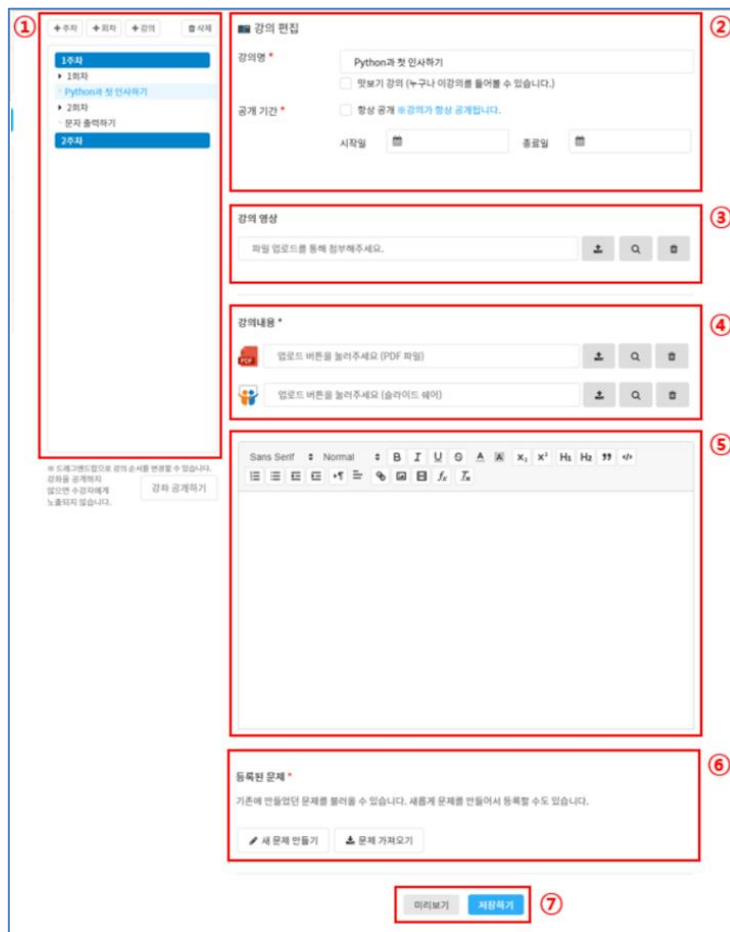 ①
+주차 +회차 +강의 삭제
1주차
1회차
Python과 첫 인사하기
2회차
문자 출력하기
2주차
※ 드래그앤드랍으로 강의 순서를 변경할 수 있습니다.
강좌을 공개하지
않으면 수강자에게
노출되지 않습니다.
강좌 공개하기
강의 편집 ②
강의명 * Python과 첫 인사하기
맛보기 강의 (누구나 이강의를 들어볼 수 있습니다.)
공개 기간 * 항상 공개 ※강의가 항상 공개됩니다.
시작일 종료일
강의 영상 ③
파일 업로드를 통해 첨부해주세요.
강의내용 * ④
PDF 업로드 버튼을 눌러주세요 (PDF 파일)
업로드 버튼을 눌러주세요 (슬라이드 쉐어)
⑤
Sans Serif Normal B I U S A A X₂ X² H₁ H₂ ” </>
¶ fx Tx
등록된 문제 * ⑥
기존에 만들었던 문제를 불러올 수 있습니다. 새롭게 문제를 만들어서 등록할 수도 있습니다.
새 문제 만들기 문제 가져오기
미리보기 저장하기 ⑦